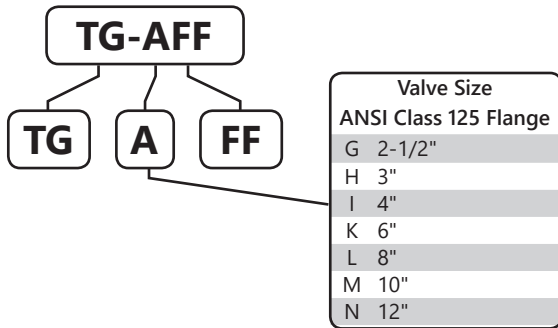 TG-AFF
TG A FF
Valve Size
ANSI Class 125 Flange
G 2-1/2"
H 3"
I 4"
K 6"
L 8"
M 10"
N 12"